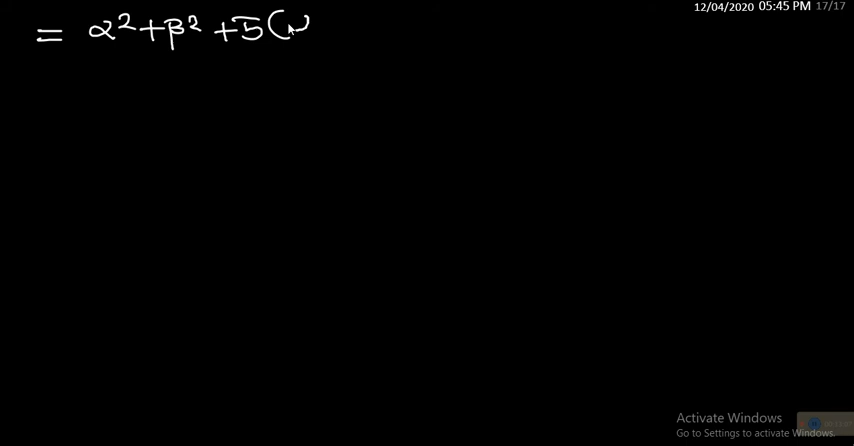 12/04/2020 05:45 PM 17/17
= α² + β² + 5(
Activate Windows
Go to Settings to activate Windows.